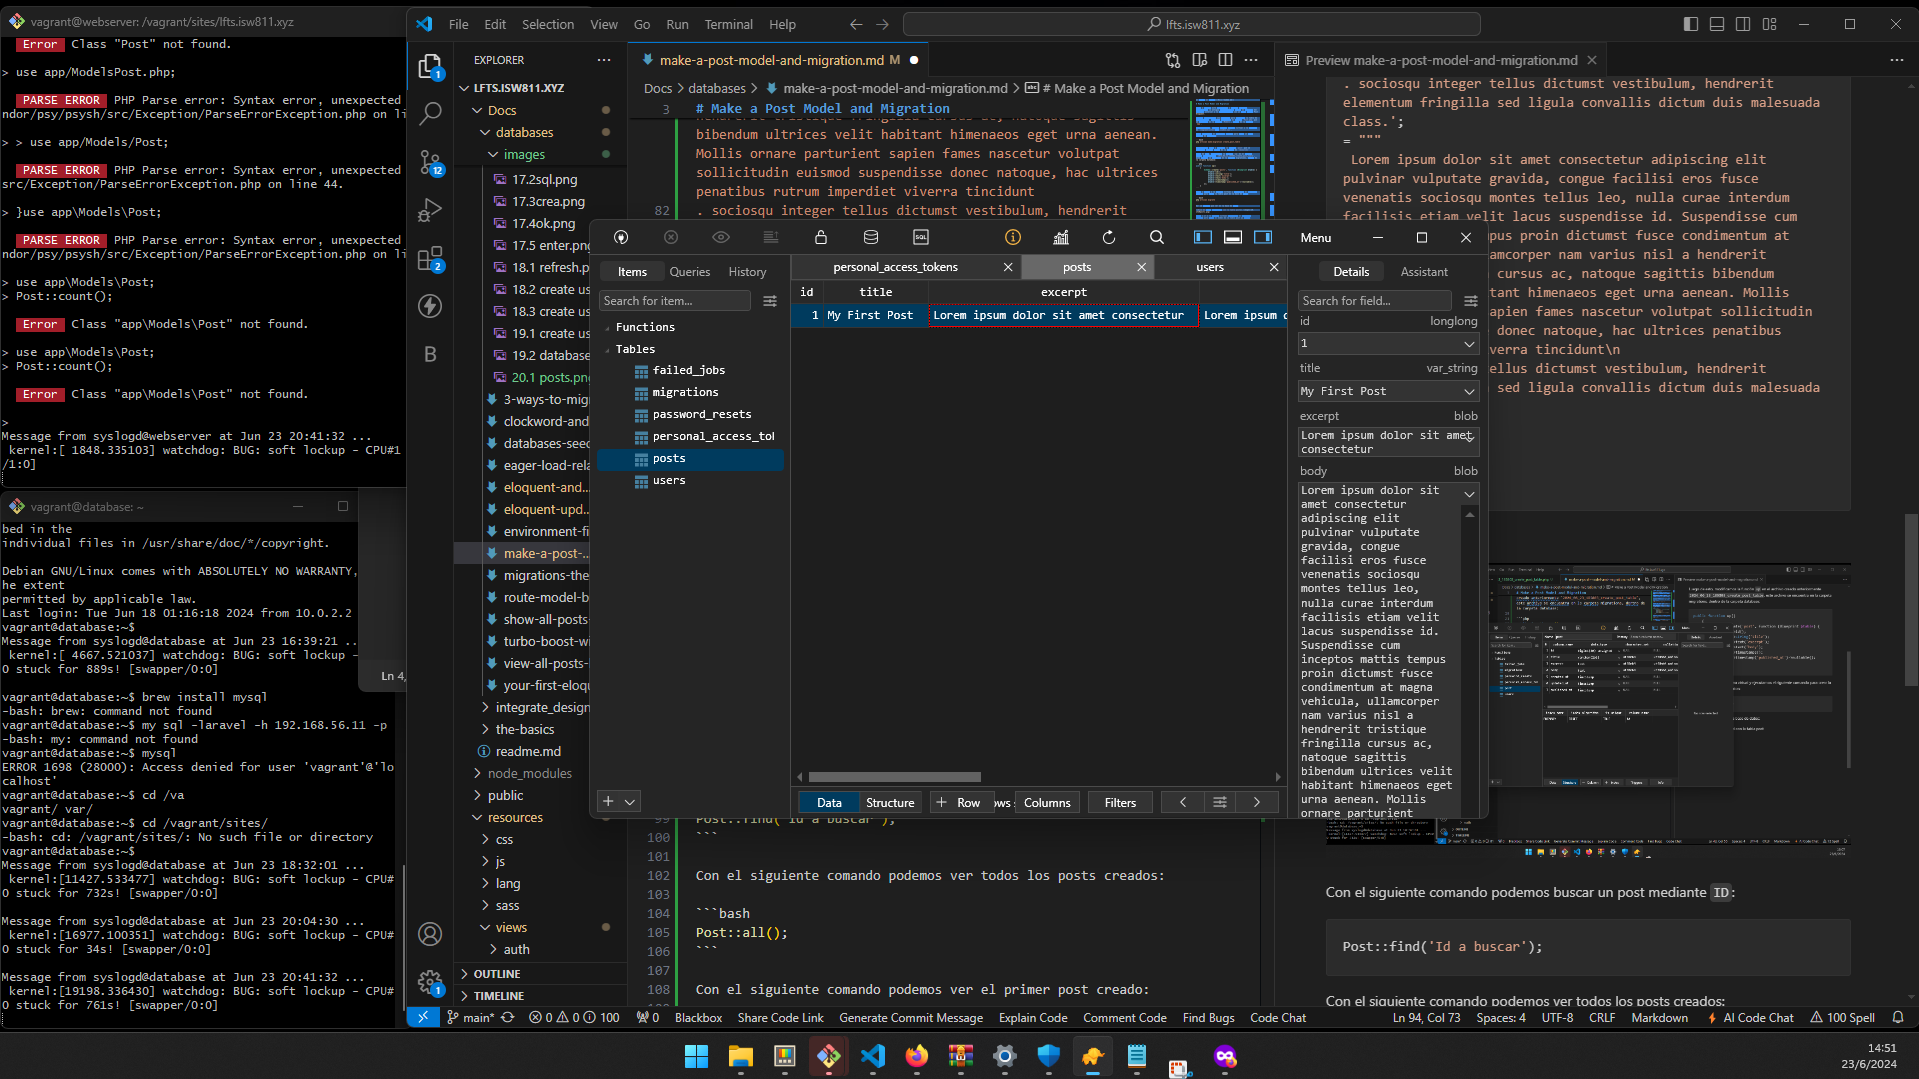 vagrant@webserver: /vagrant/sites/lfts.isw811.xyz
Error Class "Post" not found.
> use app/ModelsPost.php;
PARSE ERROR PHP Parse error: Syntax error, unexpected
ndor/psy/psysh/src/Exception/ParseErrorException.php on li
> > use app/Models/Post;
PARSE ERROR PHP Parse error: Syntax error, unexpected
src/Exception/ParseErrorException.php on line 44.
> }use app\Models\Post;
PARSE ERROR PHP Parse error: Syntax error, unexpected
ndor/psy/psysh/src/Exception/ParseErrorException.php on li
> use app\Models\Post;
> Post::count();
Error Class "app\Models\Post" not found.
> use app\Models\Post;
> Post::count();
Error Class "app\Models\Post" not found.
>
Message from syslogd@webserver at Jun 23 20:41:32 ...
kernel:[ 1848.335103] watchdog: BUG: soft lockup - CPU#1
/1:0]
vagrant@database: ~
bed in the
individual files in /usr/share/doc/*/copyright.
Debian GNU/Linux comes with ABSOLUTELY NO WARRANTY,
he extent
permitted by applicable law.
Last login: Tue Jun 18 01:16:18 2024 from 10.0.2.2
vagrant@database:~$
Message from syslogd@database at Jun 23 16:39:21 ...
kernel:[ 4667.521037] watchdog: BUG: soft lockup -
0 stuck for 889s! [swapper/0:0]
vagrant@database:~$ brew install mysql
-bash: brew: command not found
vagrant@database:~$ my sql -laravel -h 192.168.56.11 -p
-bash: my: command not found
vagrant@database:~$ mysql
ERROR 1698 (28000): Access denied for user 'vagrant'@'lo
calhost'
vagrant@database:~$ cd /va
vagrant/ var/
vagrant@database:~$ cd /vagrant/sites/
-bash: cd: /vagrant/sites/: No such file or directory
vagrant@database:~$
Message from syslogd@database at Jun 23 18:32:01 ...
kernel:[11427.533477] watchdog: BUG: soft lockup - CPU#
0 stuck for 732s! [swapper/0:0]
Message from syslogd@database at Jun 23 20:04:30 ...
kernel:[16977.100351] watchdog: BUG: soft lockup - CPU#
0 stuck for 34s! [swapper/0:0]
Message from syslogd@database at Jun 23 20:41:32 ...
kernel:[19198.336430] watchdog: BUG: soft lockup - CPU#
0 stuck for 761s! [swapper/0:0]
Ln 4,
File Edit Selection View Go Run Terminal Help
lfts.isw811.xyz
1
12
2
B
1
EXPLORER
LFTS.ISW811.XYZ
Docs
databases
images
17.2sql.png
17.3crea.png
17.4ok.png
17.5 enter.png
18.1 refresh.p
18.2 create us
18.3 create us
19.1 create us
19.2 database
20.1 posts.pn
3-ways-to-mig
clockword-and
databases-seed
eager-load-rela
eloquent-and...
eloquent-upd...
environment-fi
make-a-post-...
migrations-the
route-model-b
show-all-posts-
turbo-boost-wi
view-all-posts-
your-first-eloqu
integrate_design
the-basics
readme.md
node_modules
public
resources
css
js
lang
sass
views
auth
OUTLINE
TIMELINE
make-a-post-model-and-migration.md M
Docs > databases > make-a-post-model-and-migration.md > # Make a Post Model and Migration
3 # Make a Post Model and Migration
bibendum ultrices velit habitant himenaeos eget urna aenean.
Mollis ornare parturient sapien fames nascetur volutpat
sollicitudin euismod suspendisse donec natoque, hac ultrices
penatibus rutrum imperdiet viverra tincidunt
82 . sociosqu integer tellus dictumst vestibulum, hendrerit
Items Queries History
Search for item...
Functions
Tables
failed_jobs
migrations
password_resets
personal_access_tok
posts
users
personal_access_tokens posts users
id title excerpt
1 My First Post Lorem ipsum dolor sit amet consectetur Lorem ipsum d
Data Structure + Row Columns Filters
Menu
Details Assistant
Search for field...
id longlong
1
title var_string
My First Post
excerpt blob
Lorem ipsum dolor sit amet
consectetur
body blob
Lorem ipsum dolor sit
amet consectetur
adipiscing elit
pulvinar vulputate
gravida, congue
facilisi eros fusce
venenatis sociosqu
montes tellus leo,
nulla curae interdum
facilisis etiam velit
lacus suspendisse id.
Suspendisse cum
inceptos mattis tempus
proin dictumst fusce
condimentum at magna
vehicula, ullamcorper
nam varius nisl a
hendrerit tristique
fringilla cursus ac,
natoque sagittis
bibendum ultrices velit
habitant himenaeos eget
urna aenean. Mollis
ornare parturient
99 Post::find('Id a buscar');
100 ```
101
102 Con el siguiente comando podemos ver todos los posts creados:
103
104 ```bash
105 Post::all();
106 ```
107
108 Con el siguiente comando podemos ver el primer post creado:
Preview make-a-post-model-and-migration.md
. sociosqu integer tellus dictumst vestibulum, hendrerit
elementum fringilla sed ligula convallis dictum duis malesuada
class.';
= """
Lorem ipsum dolor sit amet consectetur adipiscing elit
pulvinar vulputate gravida, congue facilisi eros fusce
venenatis sociosqu montes tellus leo, nulla curae interdum
facilisis etiam velit lacus suspendisse id. Suspendisse cum
pus proin dictumst fusce condimentum at
amcorper nam varius nisl a hendrerit
cursus ac, natoque sagittis bibendum
tant himenaeos eget urna aenean. Mollis
apien fames nascetur volutpat sollicitudin
donec natoque, hac ultrices penatibus
verra tincidunt\n
tellus dictumst vestibulum, hendrerit
sed ligula convallis dictum duis malesuada
Con el siguiente comando podemos buscar un post mediante ID:
Post::find('Id a buscar');
Con el siguiente comando podemos ver todos los posts creados:
main* 0 0 100 0 Blackbox Share Code Link Generate Commit Message Explain Code Comment Code Find Bugs Code Chat Ln 94, Col 73 Spaces: 4 UTF-8 CRLF Markdown AI Code Chat 100 Spell
14:51
23/6/2024